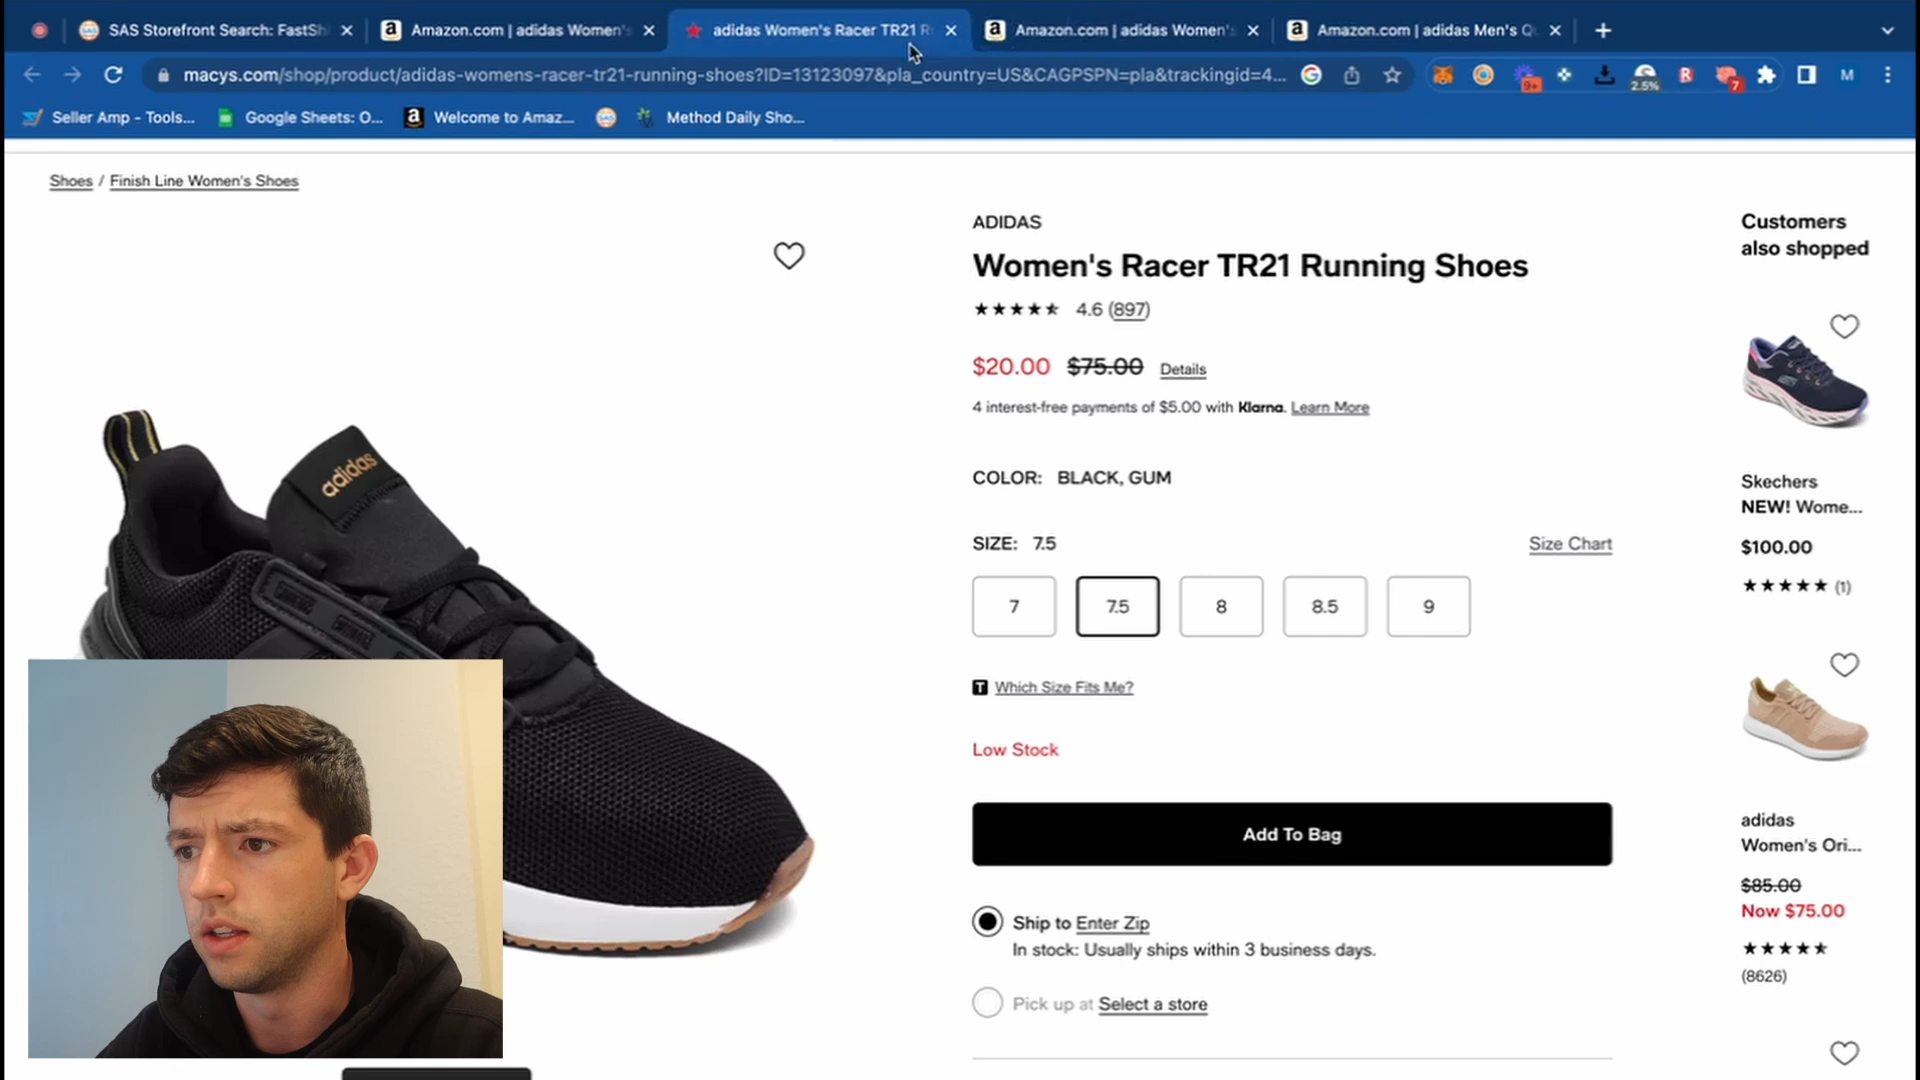 SAS Storefront Search: FastShi
Amazon.com | adidas Women's
adidas Women's Racer TR21 R
Amazon.com | adidas Women'
Amazon.com | adidas Men's Q
macys.com/shop/product/adidas-womens-racer-tr21-running-shoes?ID=13123097&pla_country=US&CAGPSPN=pla&trackingid=4...
9+
2.5%
7
M
Seller Amp - Tools...
Google Sheets: O...
Welcome to Amaz...
Method Daily Sho...
Shoes / Finish Line Women's Shoes
ADIDAS
Women's Racer TR21 Running Shoes
4.6 (897)
$20.00 $75.00 Details
4 interest-free payments of $5.00 with Klarna. Learn More
COLOR: BLACK, GUM
SIZE: 7.5
Size Chart
7 7.5 8 8.5 9
Which Size Fits Me?
Low Stock
Add To Bag
Ship to Enter Zip
In stock: Usually ships within 3 business days.
Pick up at Select a store
Customers
also shopped
Skechers
NEW! Wome...
$100.00
(1)
adidas
Women's Ori...
$85.00
Now $75.00
(8626)
adidas